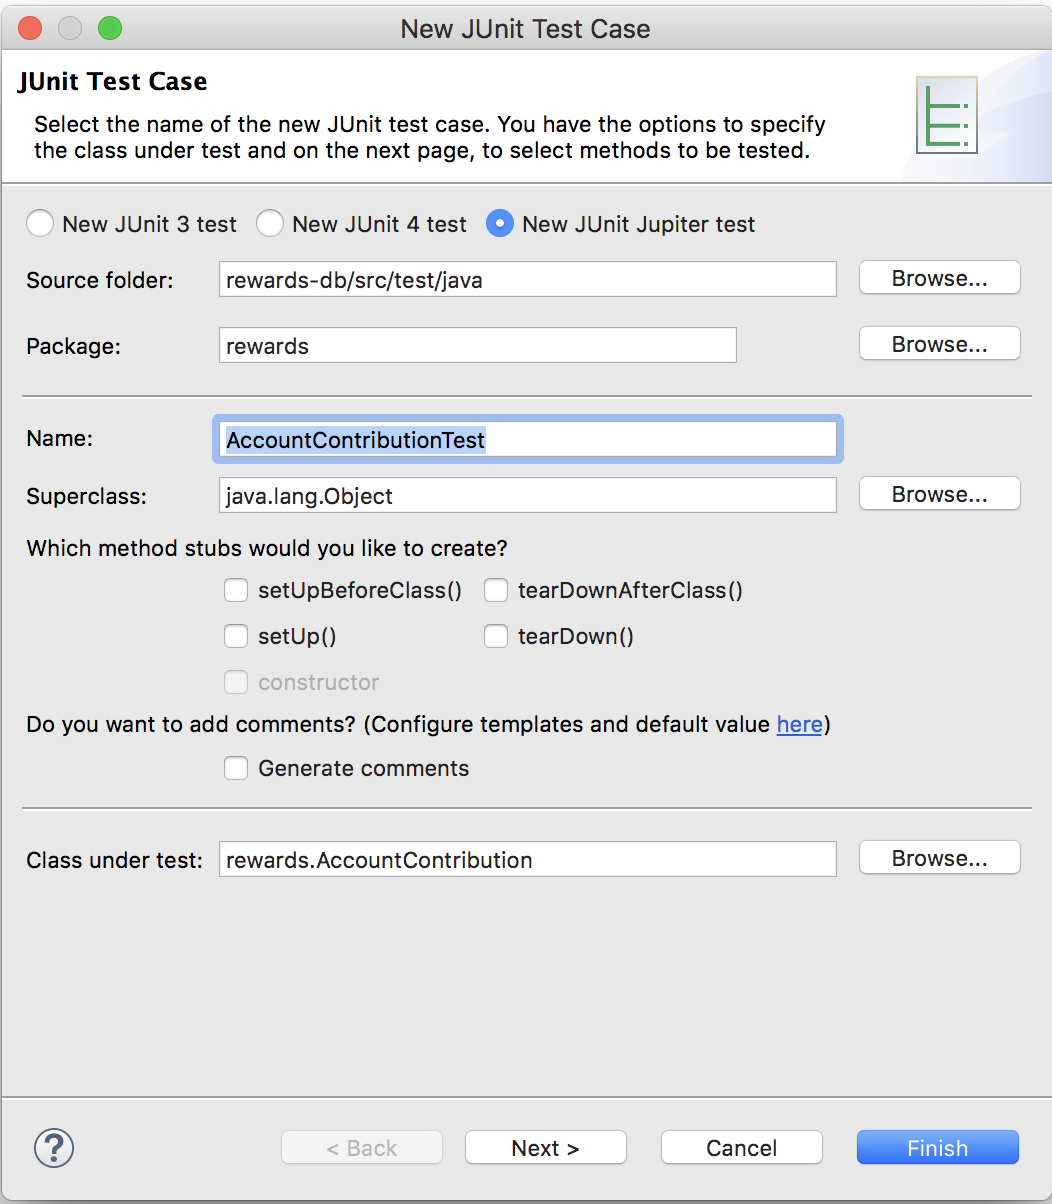 New JUnit Test Case
JUnit Test Case
Select the name of the new JUnit test case. You have the options to specify
the class under test and on the next page, to select methods to be tested.
New JUnit 3 test New JUnit 4 test New JUnit Jupiter test
Source folder: rewards-db/src/test/java Browse...
Package: rewards Browse...
Name: AccountContributionTest
Superclass: java.lang.Object Browse...
Which method stubs would you like to create?
setUpBeforeClass() tearDownAfterClass()
setUp() tearDown()
constructor
Do you want to add comments? (Configure templates and default value here)
Generate comments
Class under test: rewards.AccountContribution Browse...
? < Back Next > Cancel Finish